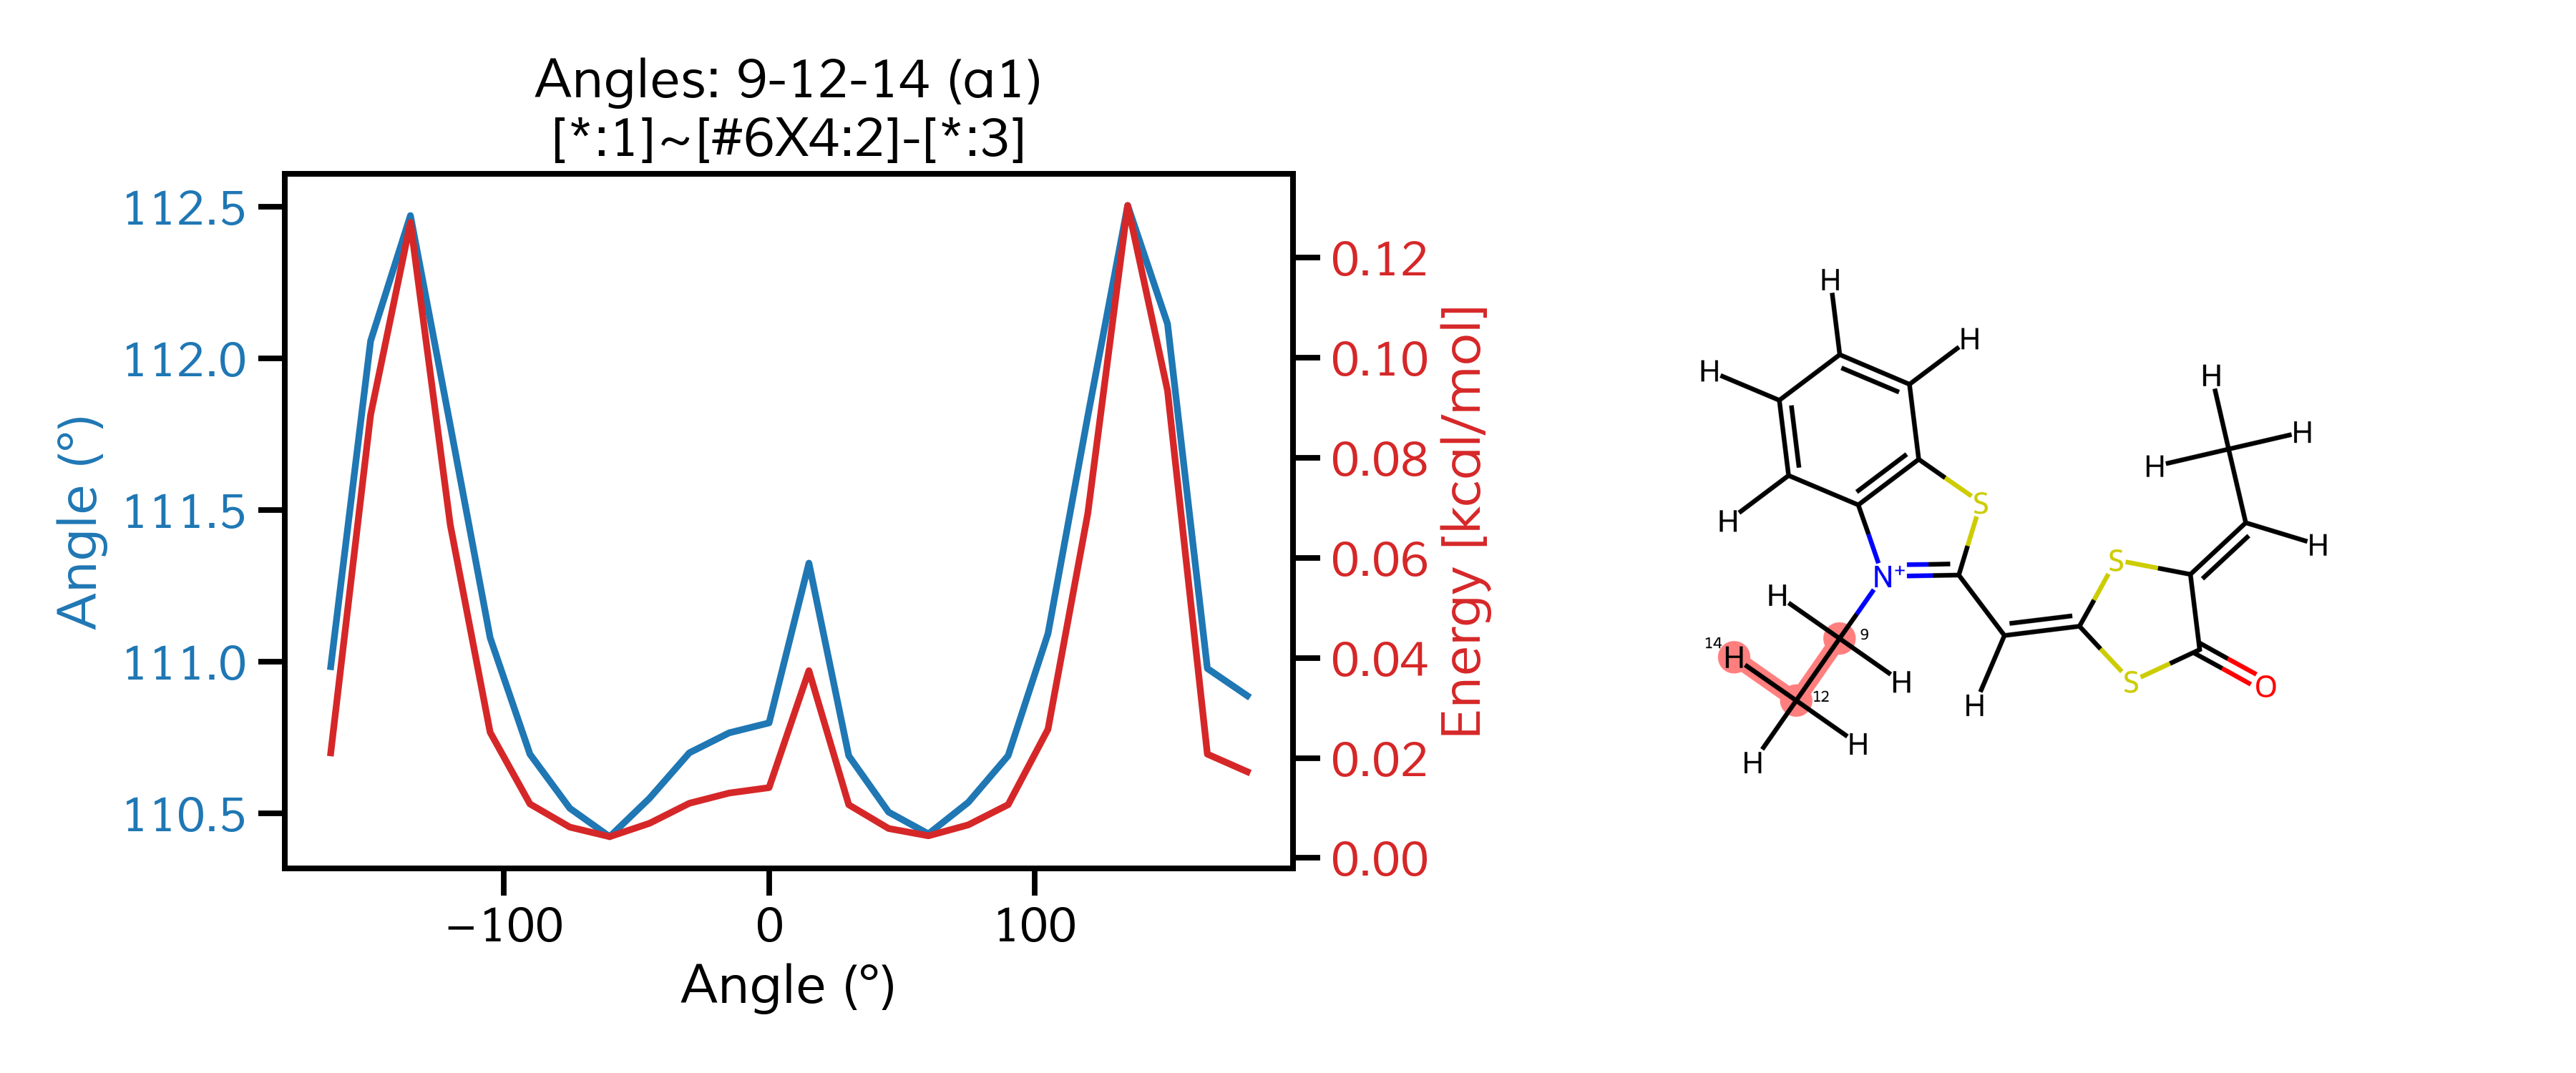 Angles: 9-12-14 (a1)
[*:1]~[#6X4:2]-[*:3]
Angle (°)
112.5
112.0
111.5
111.0
110.5
0.12
0.10
0.08
0.06
0.04
0.02
0.00
Energy [kcal/mol]
−100
0
100
Angle (°)
H
H
H
H
H
H
H
H
S
H
S
N⁺
H
9
14
H
H
S
O
12
H
H
H